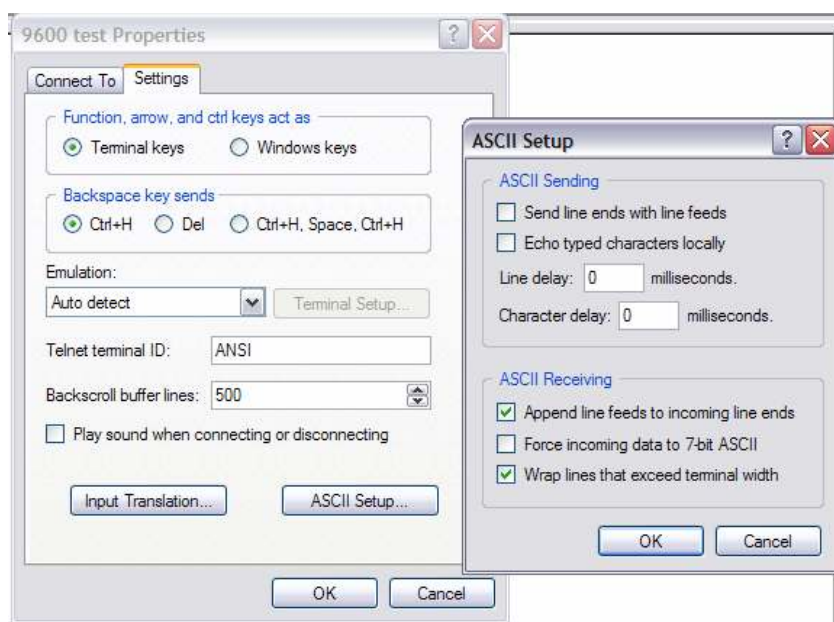 9600 test Properties
Connect To Settings
Function, arrow, and ctrl keys act as
Terminal keys Windows keys
Backspace key sends
Ctrl+H Del Ctrl+H, Space, Ctrl+H
Emulation:
Auto detect Terminal Setup...
Telnet terminal ID: ANSI
Backscroll buffer lines: 500
Play sound when connecting or disconnecting
Input Translation... ASCII Setup...
OK Cancel
ASCII Setup
ASCII Sending
Send line ends with line feeds
Echo typed characters locally
Line delay: 0 milliseconds.
Character delay: 0 milliseconds.
ASCII Receiving
Append line feeds to incoming line ends
Force incoming data to 7-bit ASCII
Wrap lines that exceed terminal width
OK Cancel